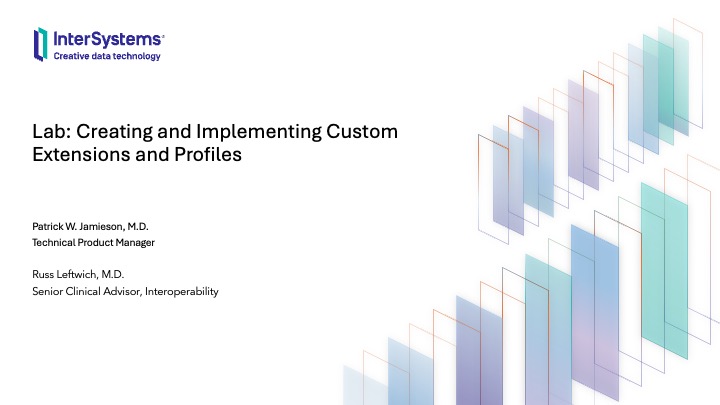 InterSystems®
Creative data technology
Lab: Creating and Implementing Custom
Extensions and Profiles
Patrick W. Jamieson, M.D.
Technical Product Manager
Russ Leftwich, M.D.
Senior Clinical Advisor, Interoperability